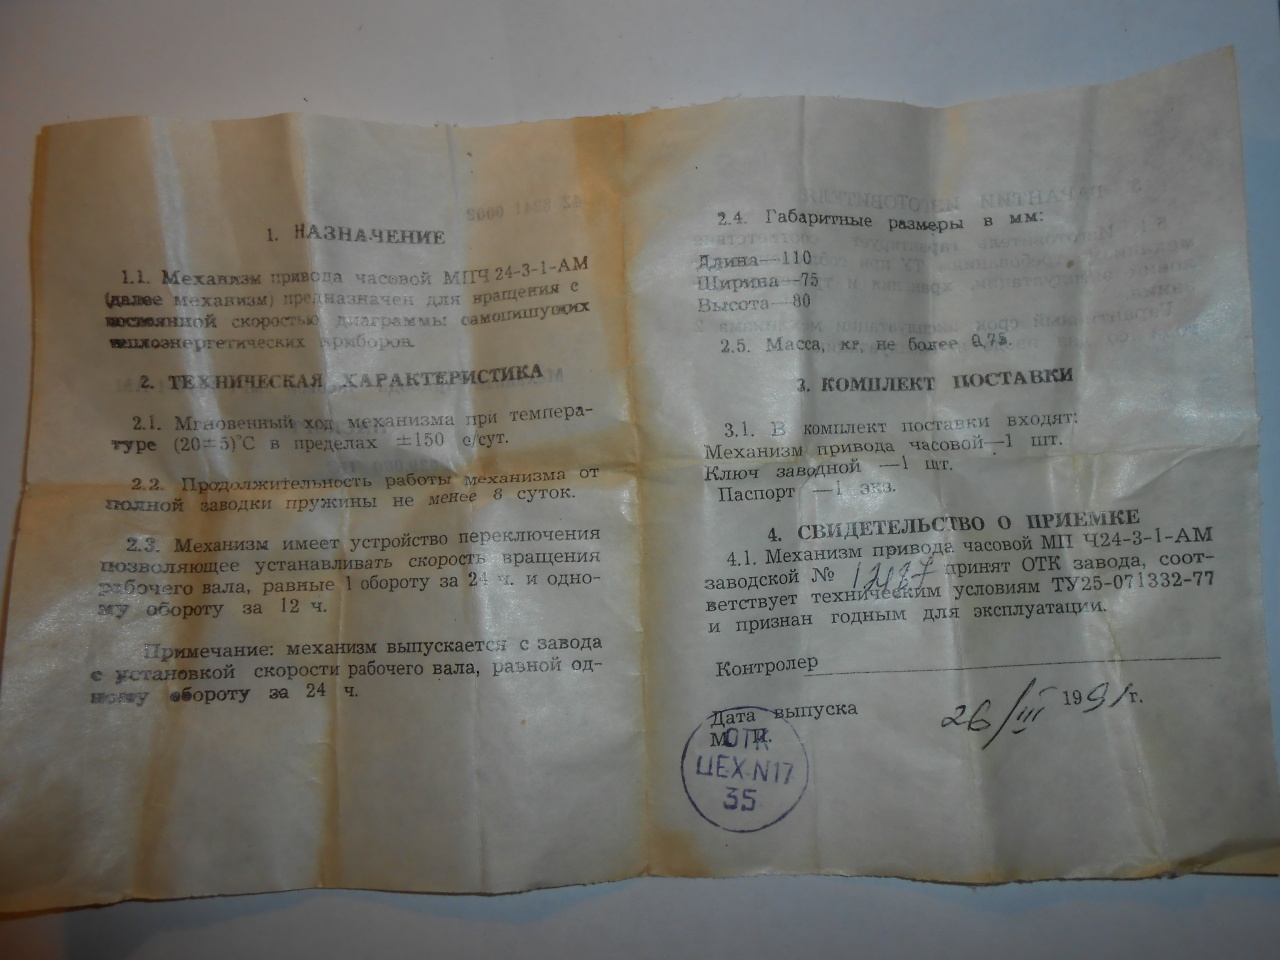 1. НАЗНАЧЕНИЕ
1.1. Механизм привода часовой МПЧ 24-3-1-АМ
(далее механизм) предназначен для вращения с
постоянной скоростью диаграммы самопишущих
теплоэнергетических приборов.
2. ТЕХНИЧЕСКАЯ ХАРАКТЕРИСТИКА
2.1. Мгновенный ход механизма при темпера-
туре (20±5)°С в пределах ±150 с/сут.
2.2. Продолжительность работы механизма от
полной заводки пружины не менее 8 суток.
2.3. Механизм имеет устройство переключения
позволяющее устанавливать скорость вращения
рабочего вала, равные 1 обороту за 24 ч. и одно-
му обороту за 12 ч.
Примечание: механизм выпускается с завода
с установкой скорости рабочего вала, равной од-
ному обороту за 24 ч.
2.4. Габаритные размеры в мм:
Длина—110
Ширина—75
Высота—80
2.5. Масса, кг, не более 0,75.
3. КОМПЛЕКТ ПОСТАВКИ
3.1. В комплект поставки входят:
Механизм привода часовой—1 шт.
Ключ заводной —1 шт.
Паспорт —1 экз.
4. СВИДЕТЕЛЬСТВО О ПРИЕМКЕ
4.1. Механизм привода часовой МП Ч24-3-1-АМ
заводской № принят ОТК завода, соот-
ветствует техническим условиям ТУ25-071332-77
и признан годным для эксплуатации.
Контролер
Дата выпуска 26/III 1991г.
М. П.
ОТК
ЦЕХ N17
35